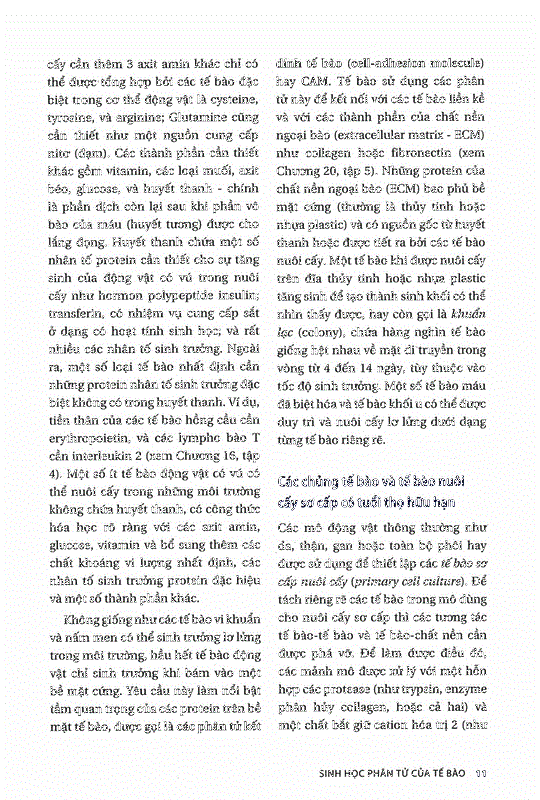 cấy cần thêm 3 axit amin khác chỉ có
thể được tổng hợp bởi các tế bào đặc
biệt trong cơ thể động vật là cysteine,
tyrosine, và arginine; Glutamine cũng
cần thiết như một nguồn cung cấp
nitơ (đạm). Các thành phần cần thiết
khác gồm vitamin, các loại muối, axit
béo, glucose, và huyết thanh - chính
là phần dịch còn lại sau khi phần vô
bào của máu (huyết tương) được cho
lắng đọng. Huyết thanh chứa một số
nhân tố protein cần thiết cho sự tăng
sinh của động vật có vú trong nuôi
cấy như hormon polypeptide insulin;
transferin, có nhiệm vụ cung cấp sắt
ở dạng có hoạt tính sinh học; và rất
nhiều các nhân tố sinh trưởng. Ngoài
ra, một số loại tế bào nhất định cần
những protein nhân tố sinh trưởng đặc
biệt không có trong huyết thanh. Ví dụ,
tiền thân của các tế bào hồng cầu cần
erythropoietin, và các lympho bào T
cần interleukin 2 (xem Chương 16, tập
4). Một số ít tế bào động vật có vú có
thể nuôi cấy trong những môi trường
không chứa huyết thanh, có công thức
hóa học rõ ràng với các axit amin,
glucose, vitamin và bổ sung thêm các
chất khoáng vi lượng nhất định, các
nhân tố sinh trưởng protein đặc hiệu
và một số thành phần khác.
Không giống như các tế bào vi khuẩn
và nấm men có thể sinh trưởng lơ lửng
trong môi trường, hầu hết tế bào động
vật chỉ sinh trưởng khi bám vào một
bề mặt cứng. Yêu cầu này làm nổi bật
tầm quan trọng của các protein trên bề
mặt tế bào, được gọi là các phân tử kết
dính tế bào (cell-adhesion molecule)
hay CAM. Tế bào sử dụng các phân
tử này để kết nối với các tế bào liền kề
và với các thành phần của chất nền
ngoại bào (extracellular matrix - ECM)
như collagen hoặc fibronectin (xem
Chương 20, tập 5). Những protein của
chất nền ngoại bào (ECM) bao phủ bề
mặt cứng (thường là thủy tinh hoặc
nhựa plastic) và có nguồn gốc từ huyết
thanh hoặc được tiết ra bởi các tế bào
nuôi cấy. Một tế bào khi được nuôi cấy
trên đĩa thủy tinh hoặc nhựa plastic
tăng sinh để tạo thành sinh khối có thể
nhìn thấy được, hay còn gọi là khuẩn
lạc (colony), chứa hàng nghìn tế bào
giống hệt nhau về mặt di truyền trong
vòng từ 4 đến 14 ngày, tùy thuộc vào
tốc độ sinh trưởng. Một số tế bào máu
đã biệt hóa và tế bào khối u có thể được
duy trì và nuôi cấy lơ lửng dưới dạng
từng tế bào riêng rẽ.
Các chủng tế bào và tế bào nuôi
cấy sơ cấp có tuổi thọ hữu hạn
Các mô động vật thông thường như
da, thận, gan hoặc toàn bộ phôi hay
được sử dụng để thiết lập các tế bào sơ
cấp nuôi cấy (primary cell culture). Để
tách riêng rẽ các tế bào trong mô dùng
cho nuôi cấy sơ cấp thì các tương tác
tế bào-tế bào và tế bào-chất nền cần
được phá vỡ. Để làm được điều đó,
các mảnh mô được xử lý với một hỗn
hợp các protease (như trypsin, enzyme
phân hủy collagen, hoặc cả hai) và
một chất bắt giữ cation hóa trị 2 (như
SINH HỌC PHÂN TỬ CỦA TẾ BÀO 11